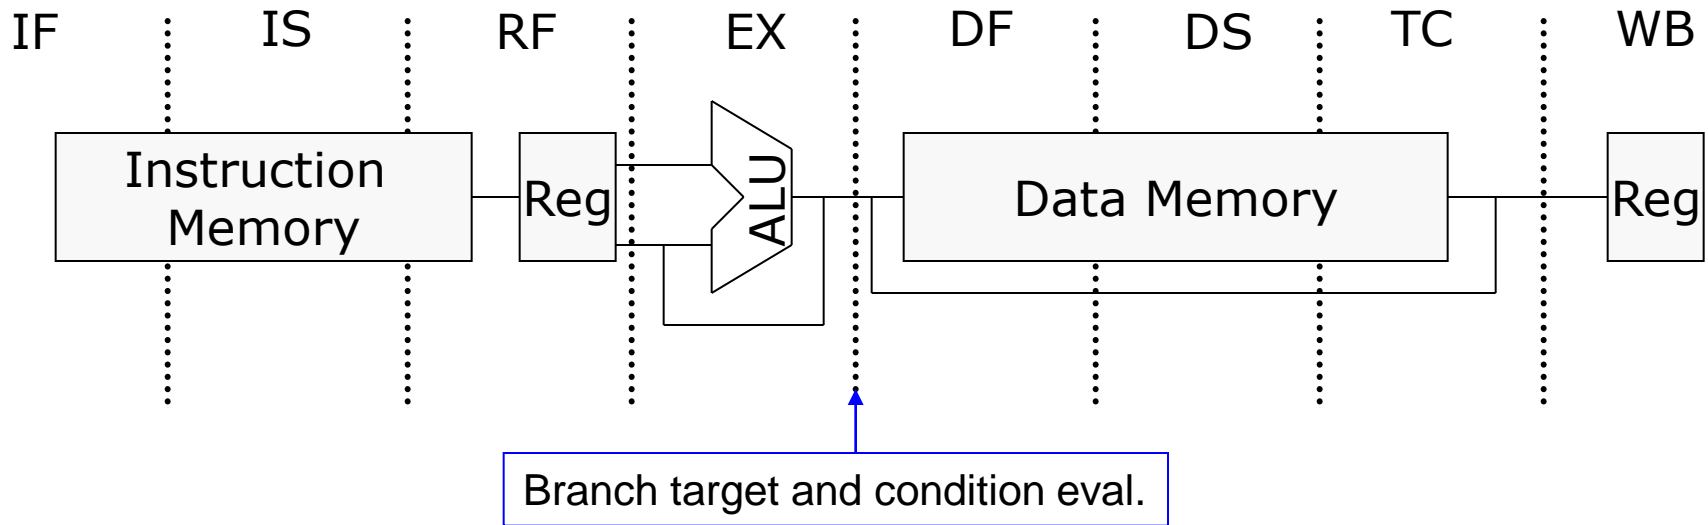 IF IS RF EX DF DS TC WB
Instruction
Memory
Reg
ALU
Data Memory
Reg
Branch target and condition eval.